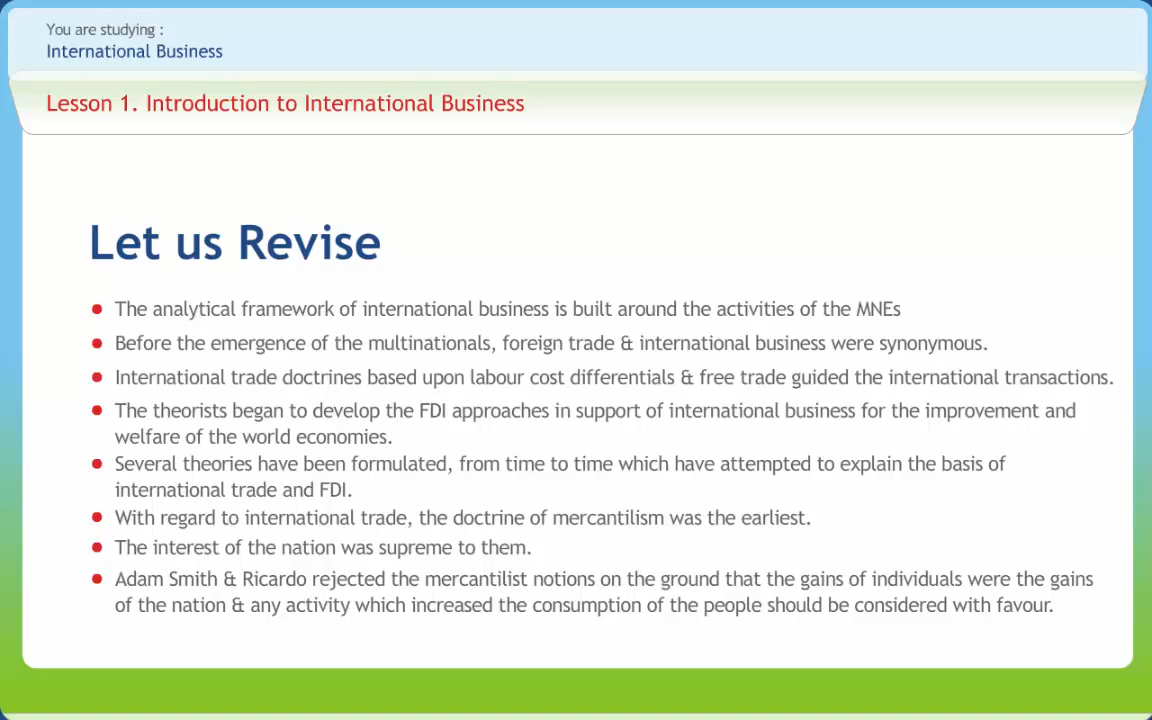 You are studying :
International Business
Lesson 1. Introduction to International Business
Let us Revise
• The analytical framework of international business is built around the activities of the MNEs
• Before the emergence of the multinationals, foreign trade & international business were synonymous.
• International trade doctrines based upon labour cost differentials & free trade guided the international transactions.
• The theorists began to develop the FDI approaches in support of international business for the improvement and
welfare of the world economies.
• Several theories have been formulated, from time to time which have attempted to explain the basis of
international trade and FDI.
• With regard to international trade, the doctrine of mercantilism was the earliest.
• The interest of the nation was supreme to them.
• Adam Smith & Ricardo rejected the mercantilist notions on the ground that the gains of individuals were the gains
of the nation & any activity which increased the consumption of the people should be considered with favour.